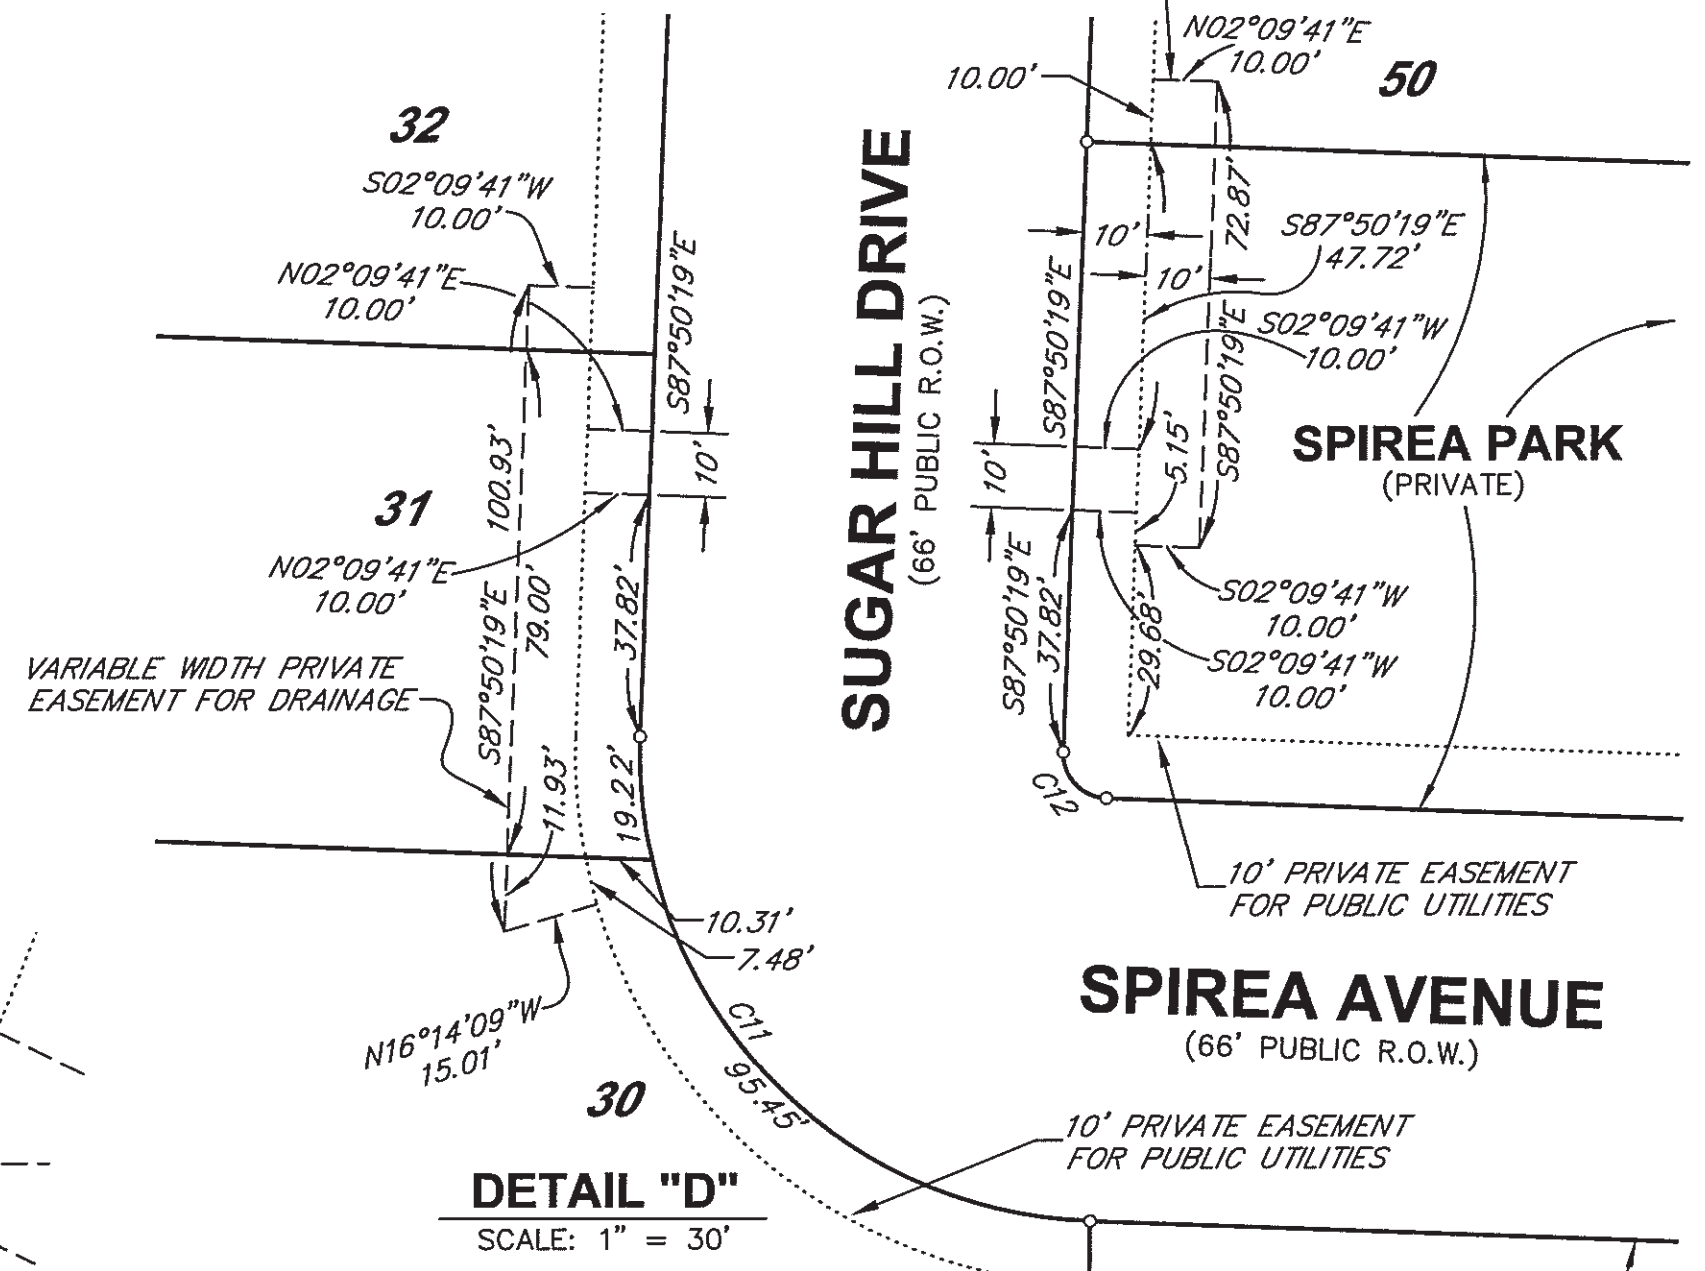 32
S02°09'41"W
10.00'
N02°09'41"E
10.00'
S87°50'19"E
10'
100.93'
31
N02°09'41"E
10.00'
S87°50'19"E
79.00'
37.82'
VARIABLE WIDTH PRIVATE
EASEMENT FOR DRAINAGE
11.93'
19.22'
10.31'
7.48'
N16°14'09"W
15.01'
C11
95.45'
30
DETAIL "D"
SCALE: 1" = 30'
SUGAR HILL DRIVE
(66' PUBLIC R.O.W.)
N02°09'41"E
10.00'
10.00'
50
72.87'
10'
10'
S87°50'19"E
47.72'
S87°50'19"E
S02°09'41"W
10.00'
S87°50'19"E
10'
5.15'
SPIREA PARK
(PRIVATE)
S87°50'19"E
37.82'
29.68'
S02°09'41"W
10.00'
S02°09'41"W
10.00'
C12
10' PRIVATE EASEMENT
FOR PUBLIC UTILITIES
SPIREA AVENUE
(66' PUBLIC R.O.W.)
10' PRIVATE EASEMENT
FOR PUBLIC UTILITIES